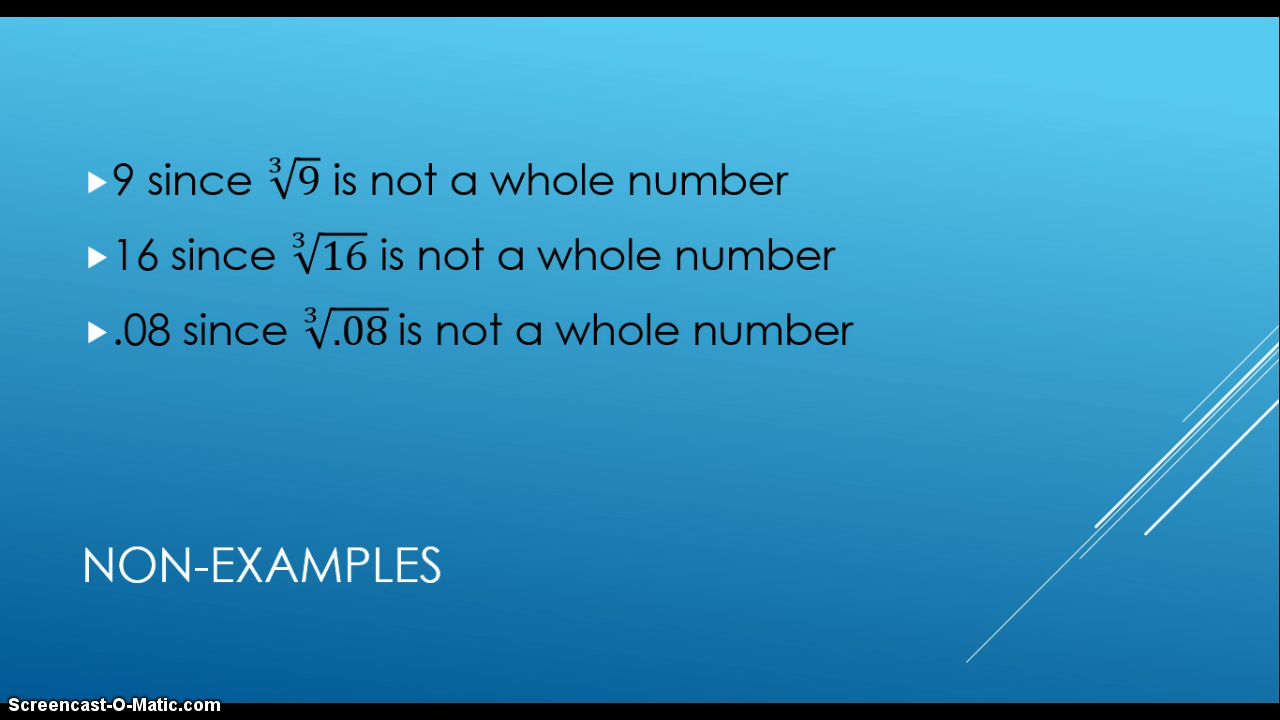 9 since ∛9 is not a whole number
16 since ∛16 is not a whole number
.08 since ∛.08 is not a whole number
NON-EXAMPLES
Screencast-O-Matic.com